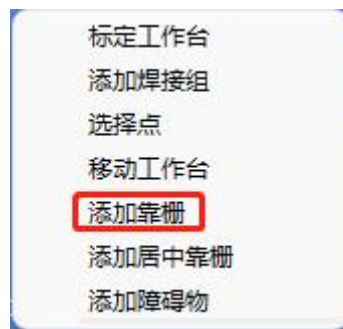 标定工作台
添加焊接组
选择点
移动工作台
添加靠栅
添加居中靠栅
添加障碍物